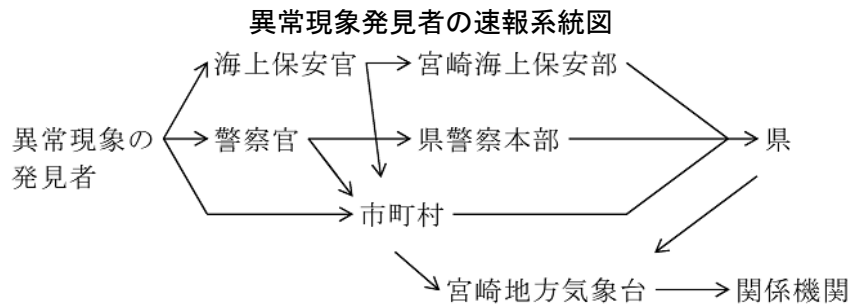 異常現象発見者の速報系統図
海上保安官
宮崎海上保安部
異常現象の
発見者
警察官
県警察本部
県
市町村
宮崎地方気象台
関係機関